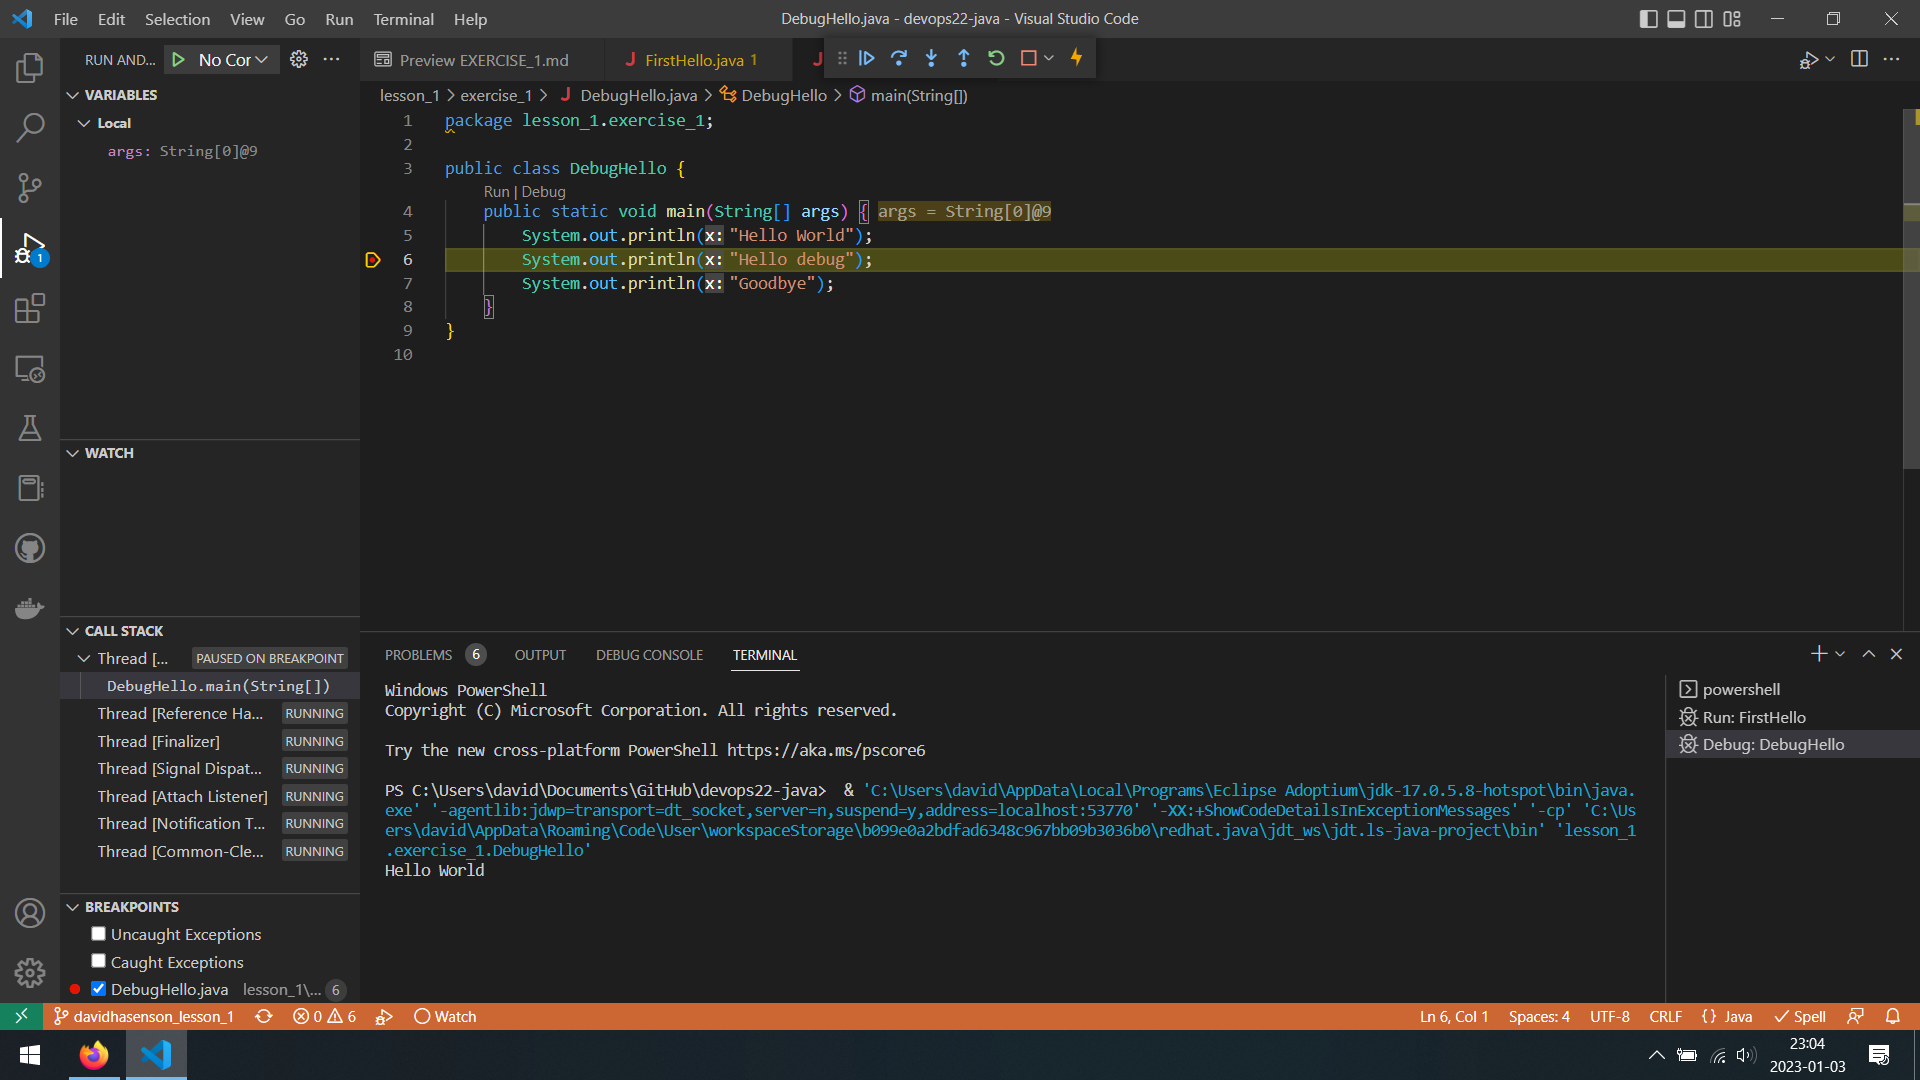 File Edit Selection View Go Run Terminal Help
DebugHello.java - devops22-java - Visual Studio Code
RUN AND... No Cor
Preview EXERCISE_1.md
FirstHello.java 1
VARIABLES
Local
args: String[0]@9
WATCH
CALL STACK
Thread [... PAUSED ON BREAKPOINT
DebugHello.main(String[])
Thread [Reference Ha... RUNNING
Thread [Finalizer] RUNNING
Thread [Signal Dispat... RUNNING
Thread [Attach Listener] RUNNING
Thread [Notification T... RUNNING
Thread [Common-Cle... RUNNING
BREAKPOINTS
Uncaught Exceptions
Caught Exceptions
DebugHello.java lesson_1\... 6
1
lesson_1 > exercise_1 > J DebugHello.java > DebugHello > main(String[])
1 package lesson_1.exercise_1;
2
3 public class DebugHello {
Run | Debug
4 public static void main(String[] args) { args = String[0]@9
5 System.out.println(x: "Hello World");
6 System.out.println(x: "Hello debug");
7 System.out.println(x: "Goodbye");
8 }
9 }
10
PROBLEMS 6 OUTPUT DEBUG CONSOLE TERMINAL
Windows PowerShell
Copyright (C) Microsoft Corporation. All rights reserved.
Try the new cross-platform PowerShell https://aka.ms/pscore6
PS C:\Users\david\Documents\GitHub\devops22-java>  & 'C:\Users\david\AppData\Local\Programs\Eclipse Adoptium\jdk-17.0.5.8-hotspot\bin\java.
exe' '-agentlib:jdwp=transport=dt_socket,server=n,suspend=y,address=localhost:53770' '-XX:+ShowCodeDetailsInExceptionMessages' '-cp' 'C:\Us
ers\david\AppData\Roaming\Code\User\workspaceStorage\b099e0a2bdfad6348c967bb09b3036b0\redhat.java\jdt_ws\jdt.ls-java-project\bin' 'lesson_1
.exercise_1.DebugHello'
Hello World
powershell
Run: FirstHello
Debug: DebugHello
davidhasenson_lesson_1 0 6 Watch
Ln 6, Col 1 Spaces: 4 UTF-8 CRLF {} Java Spell
23:04
2023-01-03